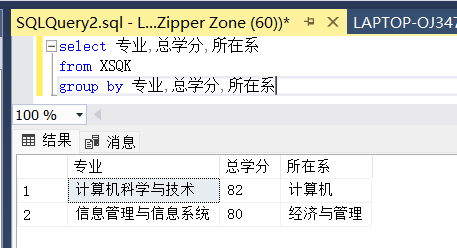 SQLQuery2.sql - L...Zipper Zone (60))*
LAPTOP-OJ347
select 专业,总学分,所在系
from XSQK
group by 专业,总学分,所在系
100 %
结果 消息
专业 总学分 所在系
1 计算机科学与技术 82 计算机
2 信息管理与信息系统 80 经济与管理